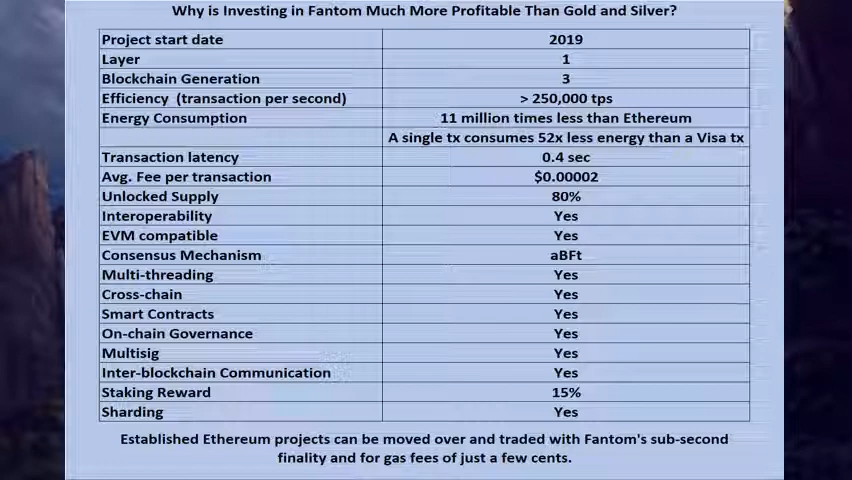 Why is Investing in Fantom Much More Profitable Than Gold and Silver?
Project start date 2019
Layer 1
Blockchain Generation 3
Efficiency (transaction per second) > 250,000 tps
Energy Consumption 11 million times less than Ethereum
A single tx consumes 52x less energy than a Visa tx
Transaction latency 0.4 sec
Avg. Fee per transaction $0.00002
Unlocked Supply 80%
Interoperability Yes
EVM compatible Yes
Consensus Mechanism aBFt
Multi-threading Yes
Cross-chain Yes
Smart Contracts Yes
On-chain Governance Yes
Multisig Yes
Inter-blockchain Communication Yes
Staking Reward 15%
Sharding Yes
Established Ethereum projects can be moved over and traded with Fantom's sub-second
finality and for gas fees of just a few cents.